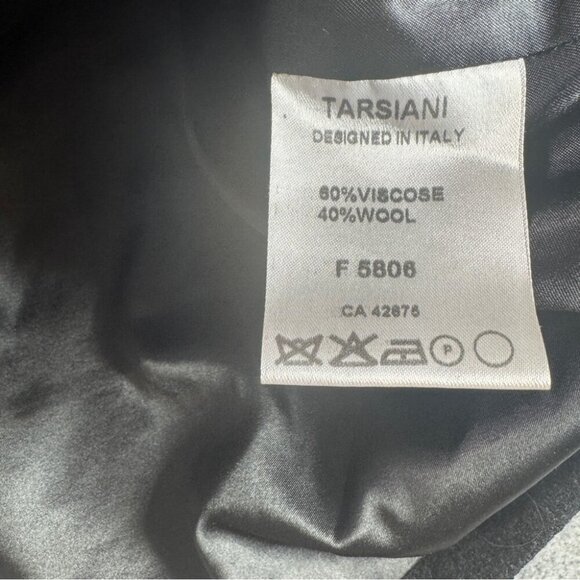 TARSIANI
DESIGNED IN ITALY
60%VISCOSE
40%WOOL
F 5806
CA 42675
P